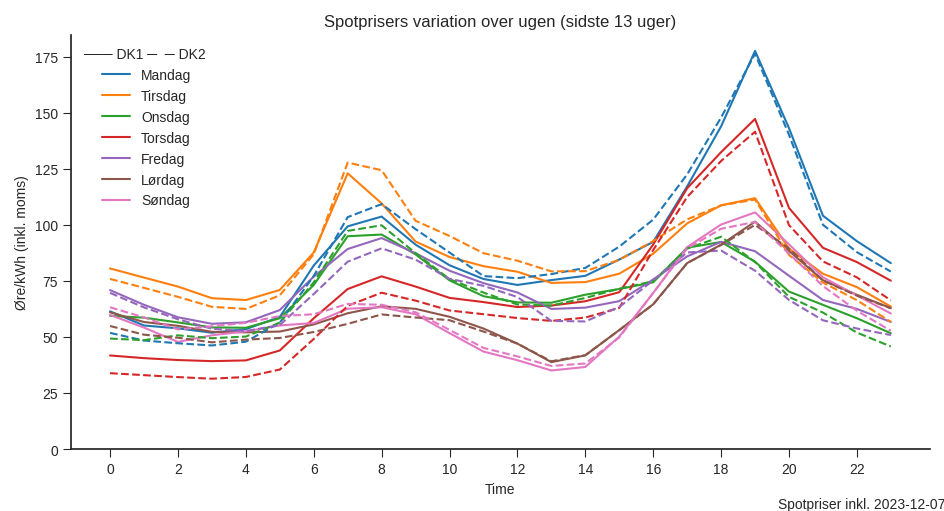 Spotprisers variation over ugen (sidste 13 uger)
DK1 DK2
Mandag
Tirsdag
Onsdag
Torsdag
Fredag
Lørdag
Søndag
Øre/kWh (inkl. moms)
175
150
125
100
75
50
25
0
0 2 4 6 8 10 12 14 16 18 20 22
Time
Spotpriser inkl. 2023-12-07